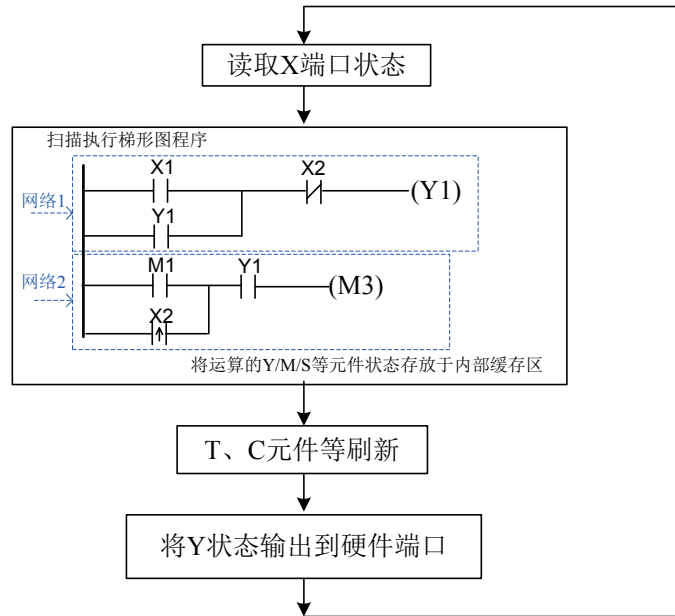 读取X端口状态
扫描执行梯形图程序
X1
X2
网络1
(Y1)
Y1
M1
Y1
网络2
(M3)
X2
将运算的Y/M/S等元件状态存放于内部缓存区
T、C元件等刷新
将Y状态输出到硬件端口